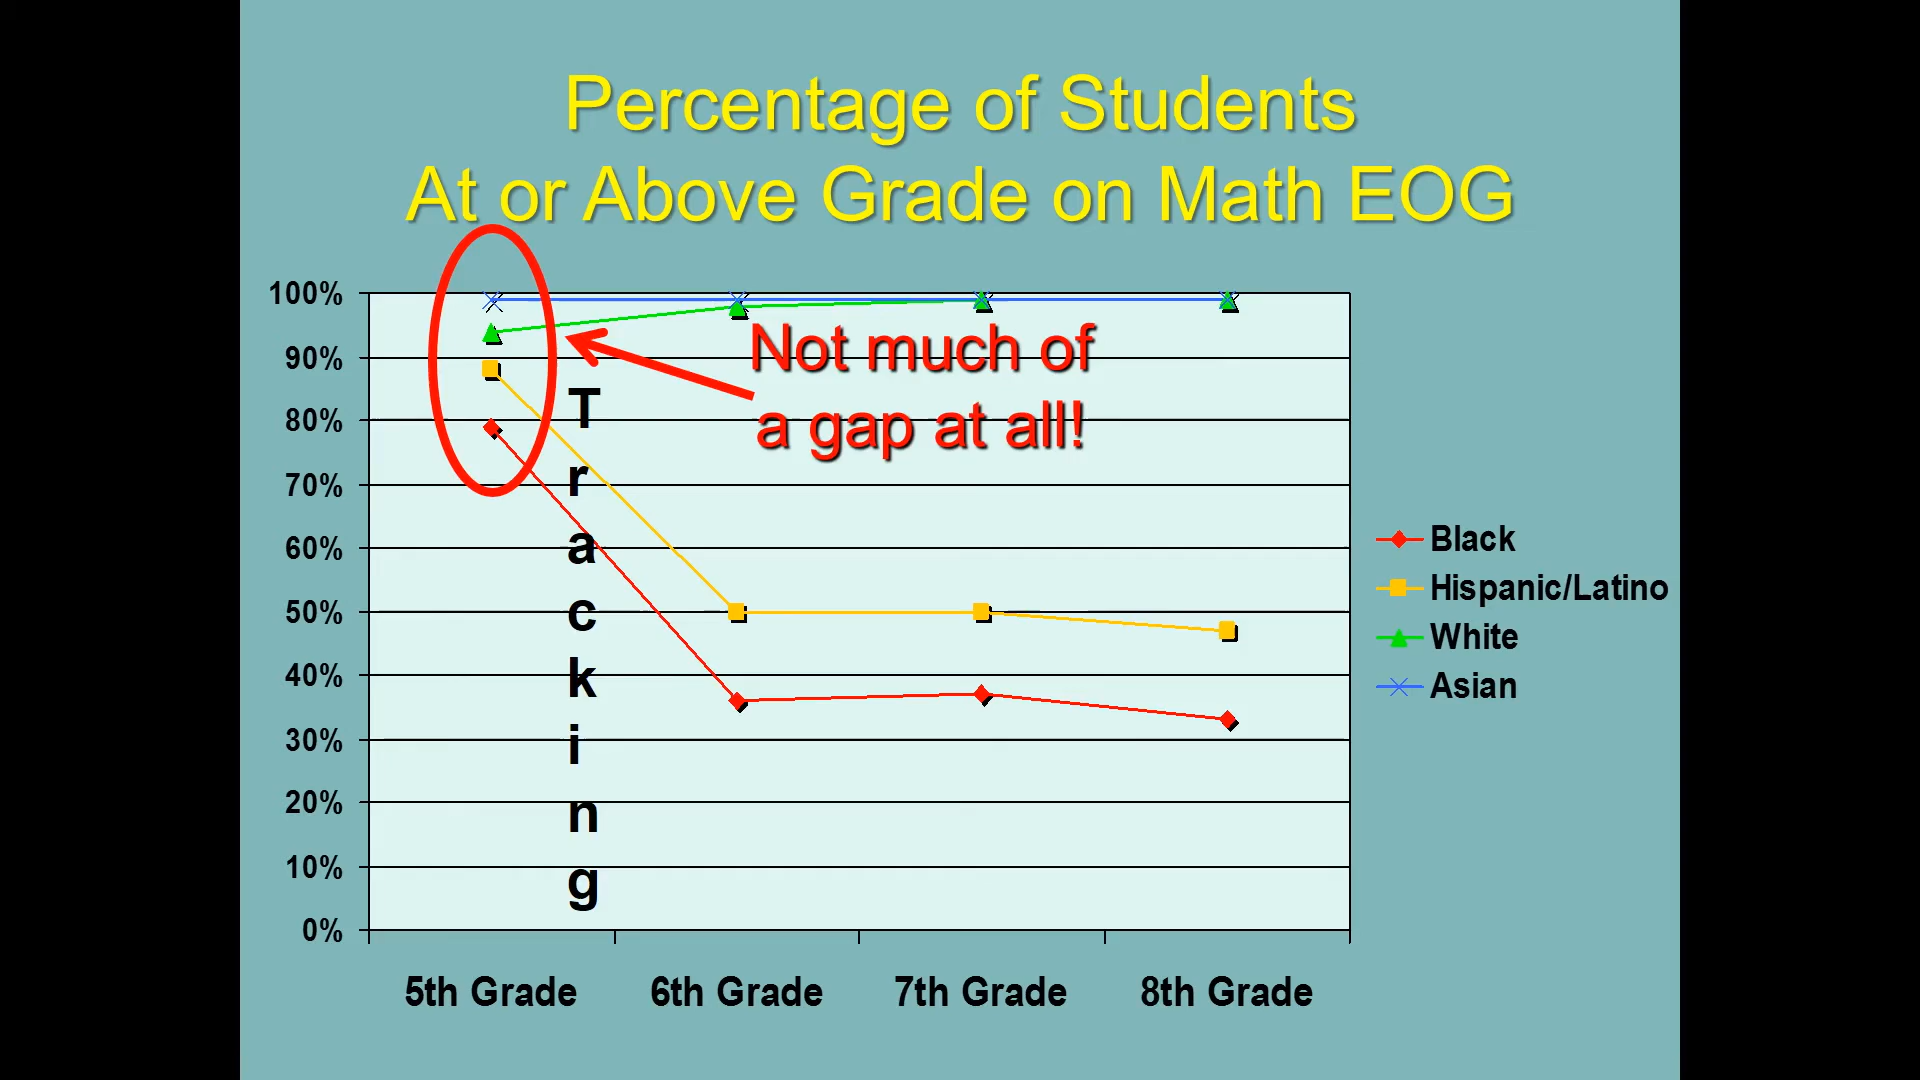 Percentage of Students
At or Above Grade on Math EOG
100%
90%
80%
70%
60%
50%
40%
30%
20%
10%
0%
Not much of
a gap at all!
T
r
a
c
k
i
n
g
Black
Hispanic/Latino
White
Asian
5th Grade 6th Grade 7th Grade 8th Grade